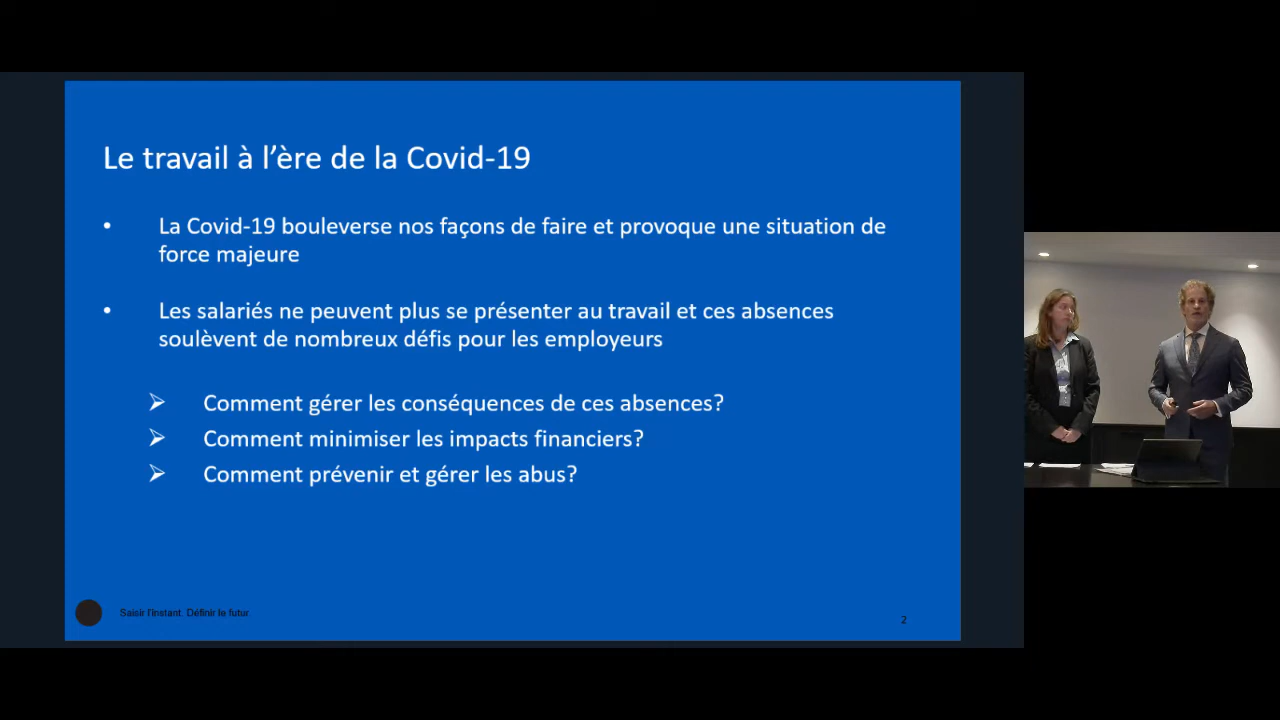 Le travail à l’ère de la Covid-19
• La Covid-19 bouleverse nos façons de faire et provoque une situation de
force majeure
• Les salariés ne peuvent plus se présenter au travail et ces absences
soulèvent de nombreux défis pour les employeurs
➢ Comment gérer les conséquences de ces absences?
➢ Comment minimiser les impacts financiers?
➢ Comment prévenir et gérer les abus?
Saisir l'instant. Définir le futur.
2